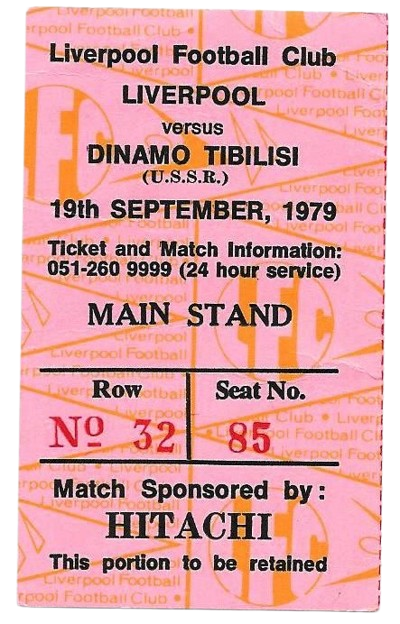 Liverpool Football Club
LIVERPOOL
versus
DINAMO TIBILISI
(U.S.S.R.)
19th SEPTEMBER, 1979
Ticket and Match Information:
051-260 9999 (24 hour service)
MAIN STAND
Row Seat No.
Nº 32 85
Match Sponsored by:
HITACHI
This portion to be retained